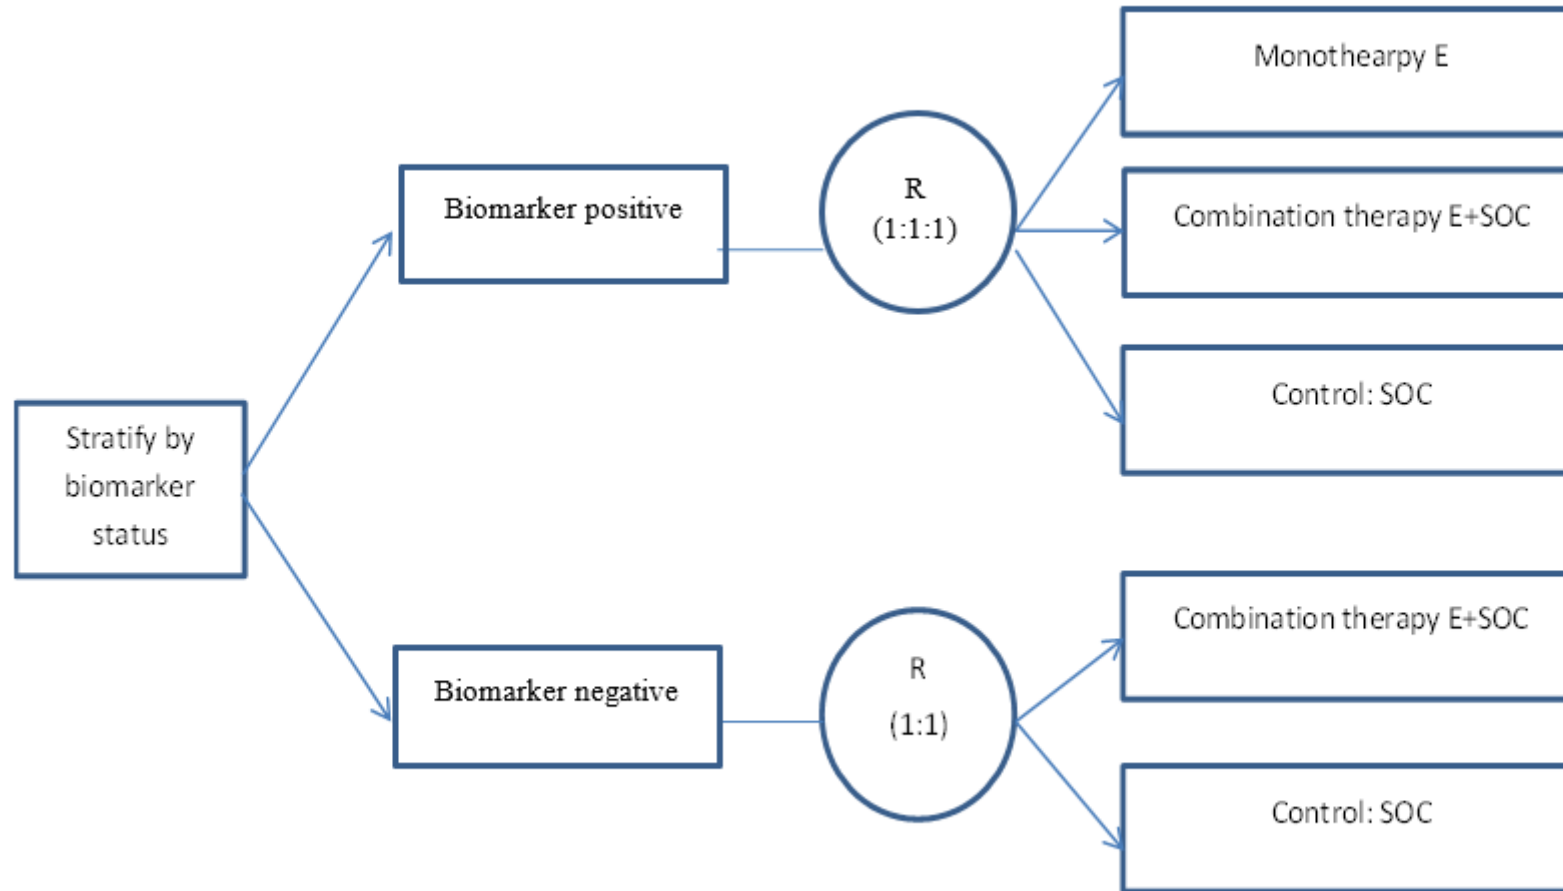 Stratify by
biomarker
status
Biomarker positive
R
(1:1:1)
Monothearpy E
Combination therapy E+SOC
Control: SOC
Biomarker negative
R
(1:1)
Combination therapy E+SOC
Control: SOC